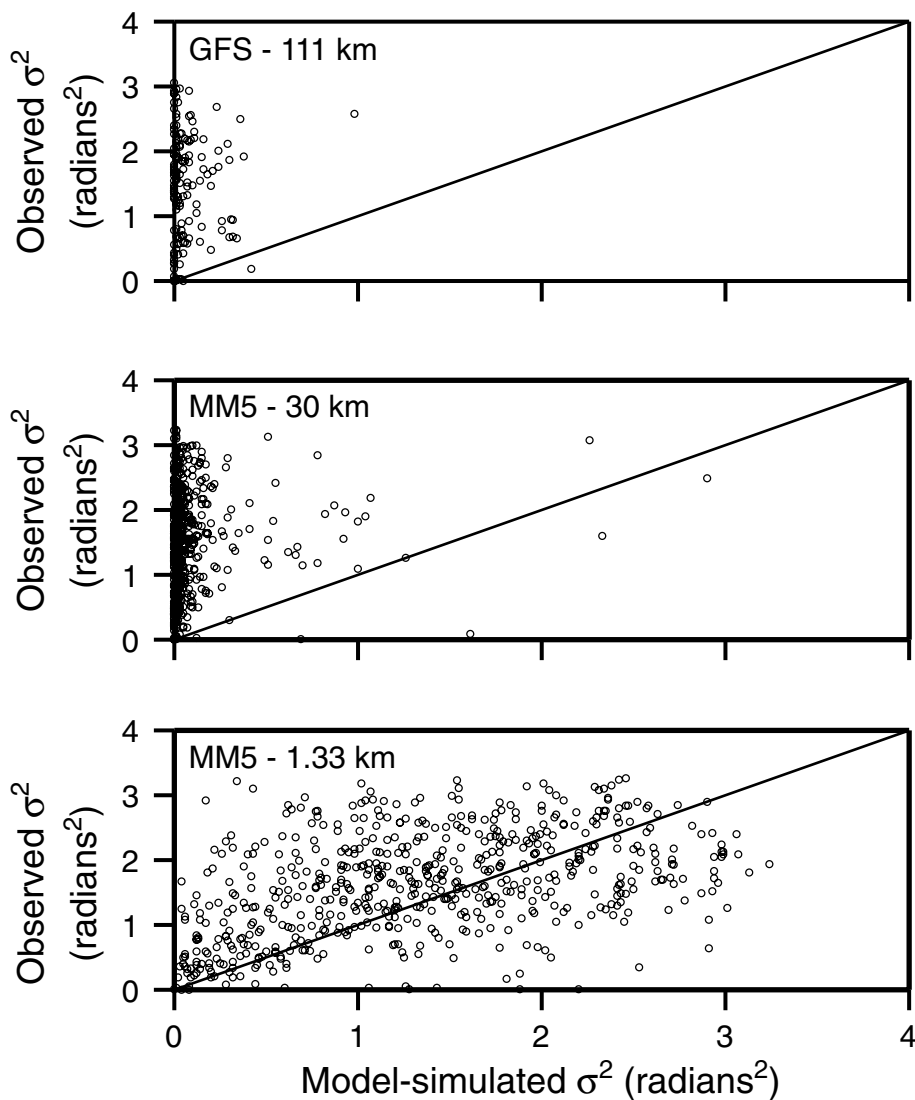 4
GFS - 111 km
3
2
1
0
Observed σ²
(radians²)
4
MM5 - 30 km
3
2
1
0
Observed σ²
(radians²)
4
MM5 - 1.33 km
3
2
1
0
Observed σ²
(radians²)
0 1 2 3 4
Model-simulated σ² (radians²)